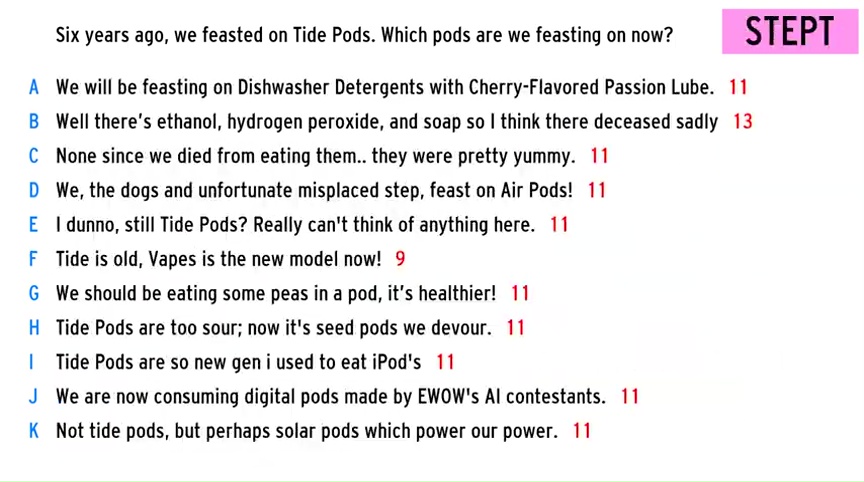 Six years ago, we feasted on Tide Pods. Which pods are we feasting on now?
STEPT
A We will be feasting on Dishwasher Detergents with Cherry-Flavored Passion Lube. 11
B Well there's ethanol, hydrogen peroxide, and soap so I think there deceased sadly 13
C None since we died from eating them.. they were pretty yummy. 11
D We, the dogs and unfortunate misplaced step, feast on Air Pods! 11
E I dunno, still Tide Pods? Really can't think of anything here. 11
F Tide is old, Vapes is the new model now! 9
G We should be eating some peas in a pod, it's healthier! 11
H Tide Pods are too sour; now it's seed pods we devour. 11
I Tide Pods are so new gen i used to eat iPod's 11
J We are now consuming digital pods made by EWOW's AI contestants. 11
K Not tide pods, but perhaps solar pods which power our power. 11